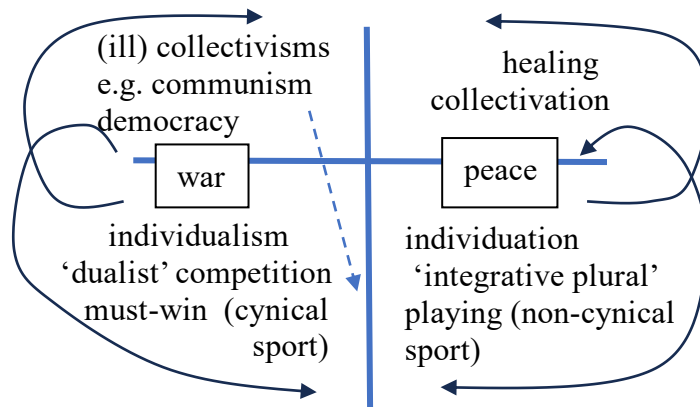 (ill) collectivisms
e.g. communism
democracy
healing
collectivation
war
peace
individualism
‘dualist’ competition
must-win (cynical
sport)
individuation
‘integrative plural’
playing (non-cynical
sport)